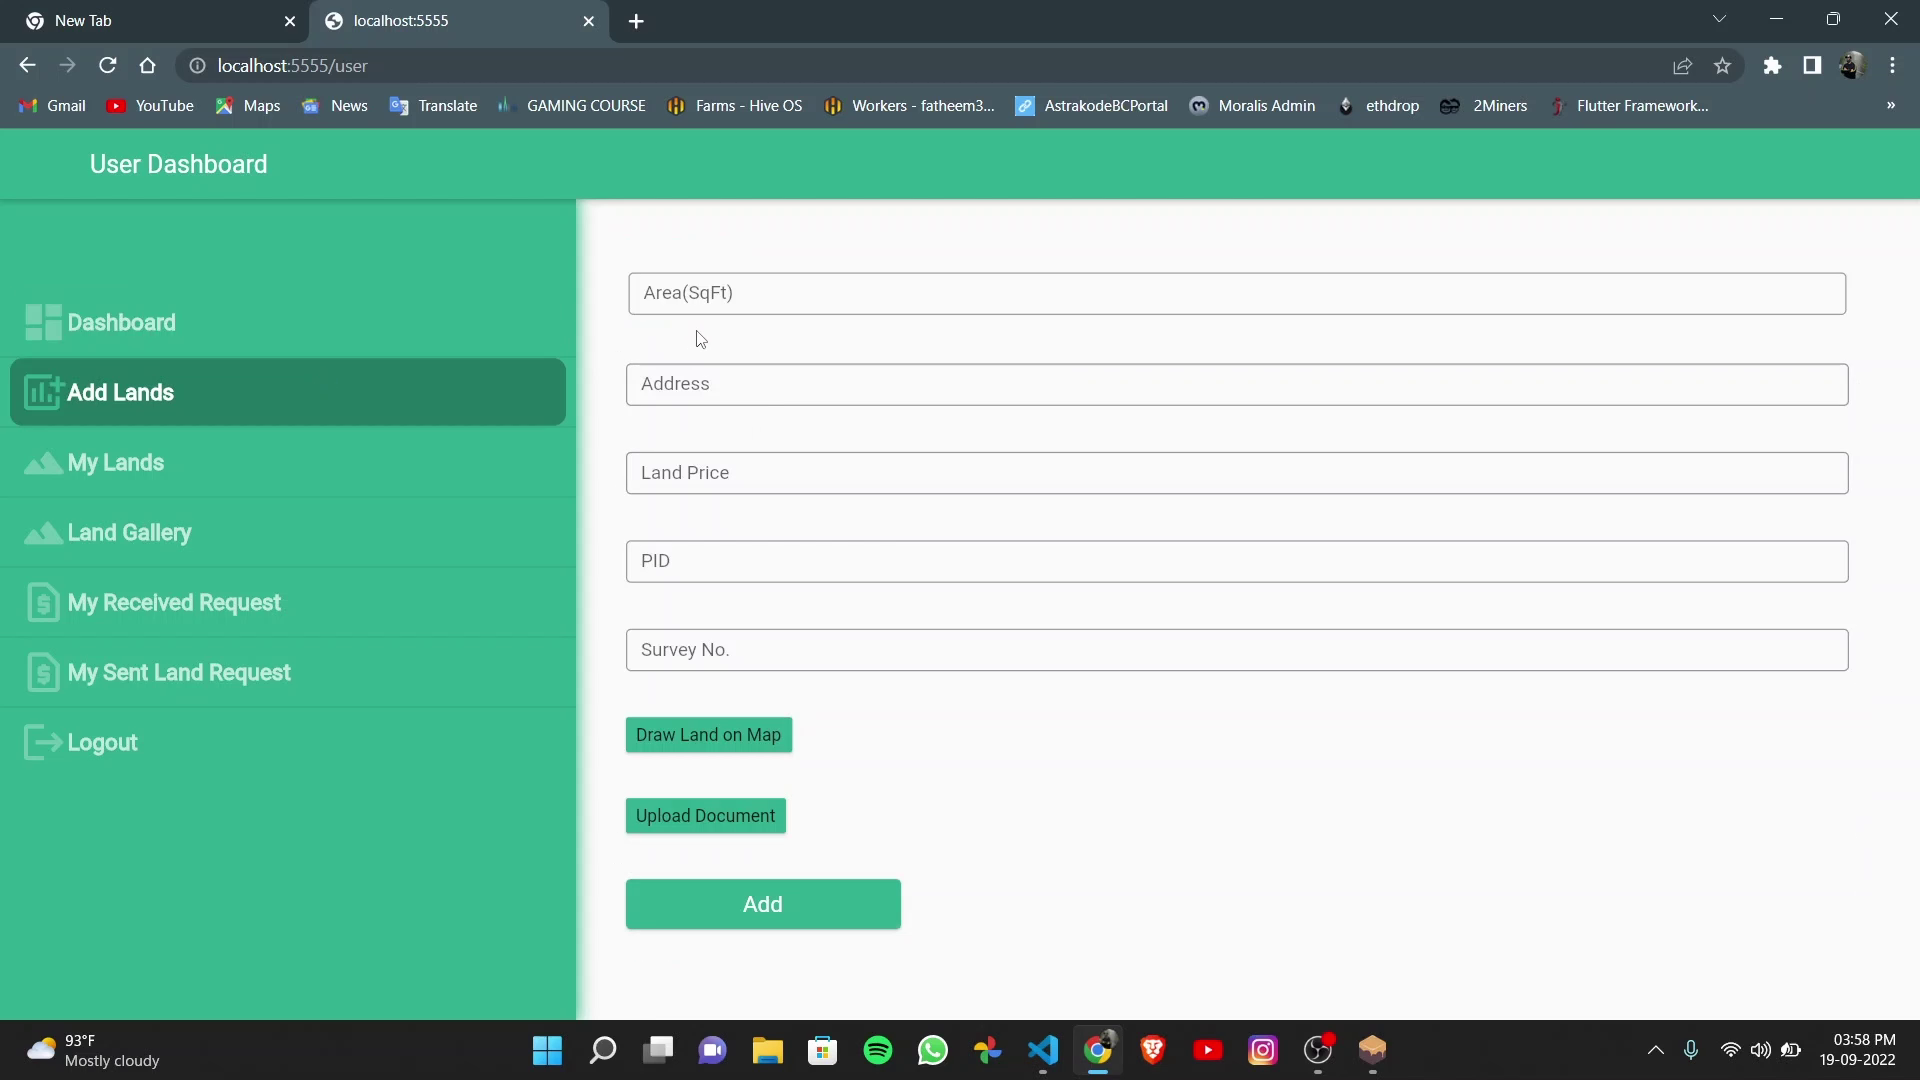 New Tab
localhost:5555
localhost:5555/user
Gmail
YouTube
Maps
News
Translate
GAMING COURSE
Farms - Hive OS
Workers - fatheem3...
AstrakodeBCPortal
Moralis Admin
ethdrop
2Miners
Flutter Framework...
»
User Dashboard
Dashboard
Add Lands
My Lands
Land Gallery
My Received Request
My Sent Land Request
Logout
Area(SqFt)
Address
Land Price
PID
Survey No.
Draw Land on Map
Upload Document
Add
93°F
Mostly cloudy
03:58 PM
19-09-2022